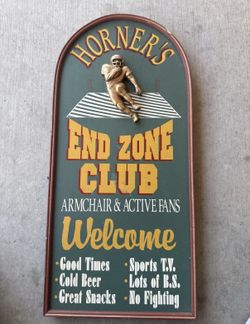 HORNER'S
END ZONE
CLUB
ARMCHAIR & ACTIVE FANS
Welcome
· Good Times · Sports T.V.
· Cold Beer · Lots of B.S.
· Great Snacks · No Fighting